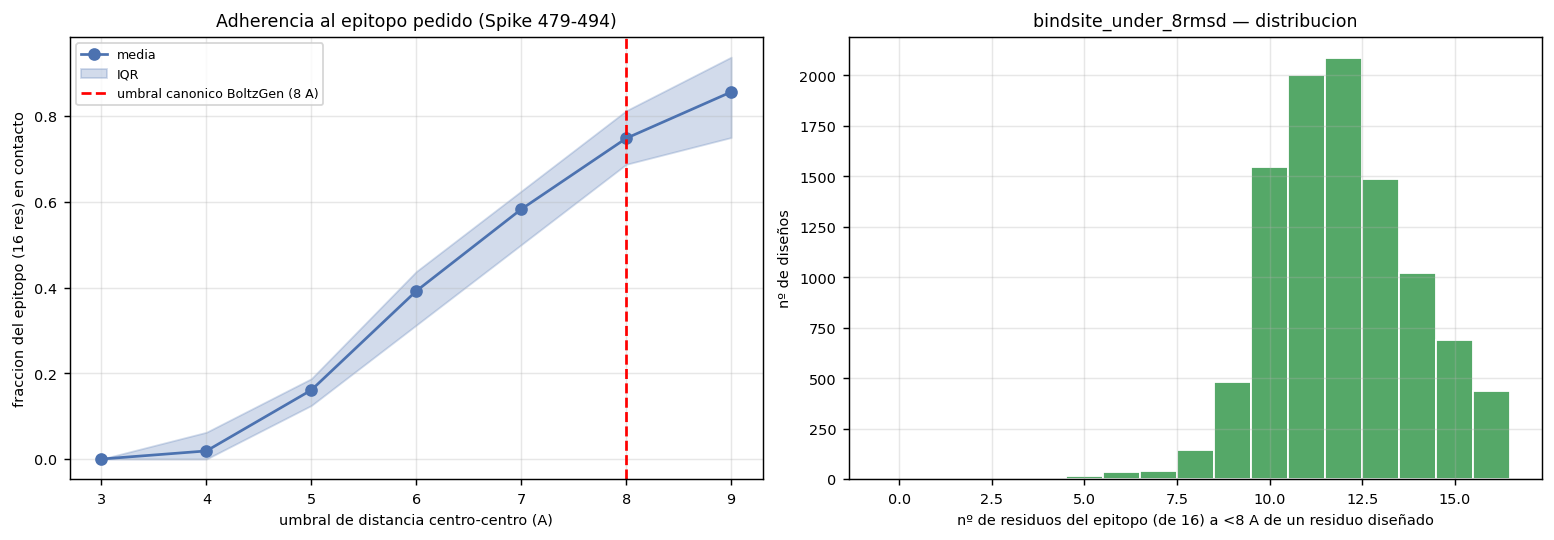 Adherencia al epitopo pedido (Spike 479-494)
media
IQR
umbral canonico BoltzGen (8 A)
fraccion del epitopo (16 res) en contacto
0.8
0.6
0.4
0.2
0.0
3 4 5 6 7 8 9
umbral de distancia centro-centro (A)
bindsite_under_8rmsd — distribucion
nº de diseños
2000
1750
1500
1250
1000
750
500
250
0
0.0 2.5 5.0 7.5 10.0 12.5 15.0
nº de residuos del epitopo (de 16) a <8 A de un residuo diseñado